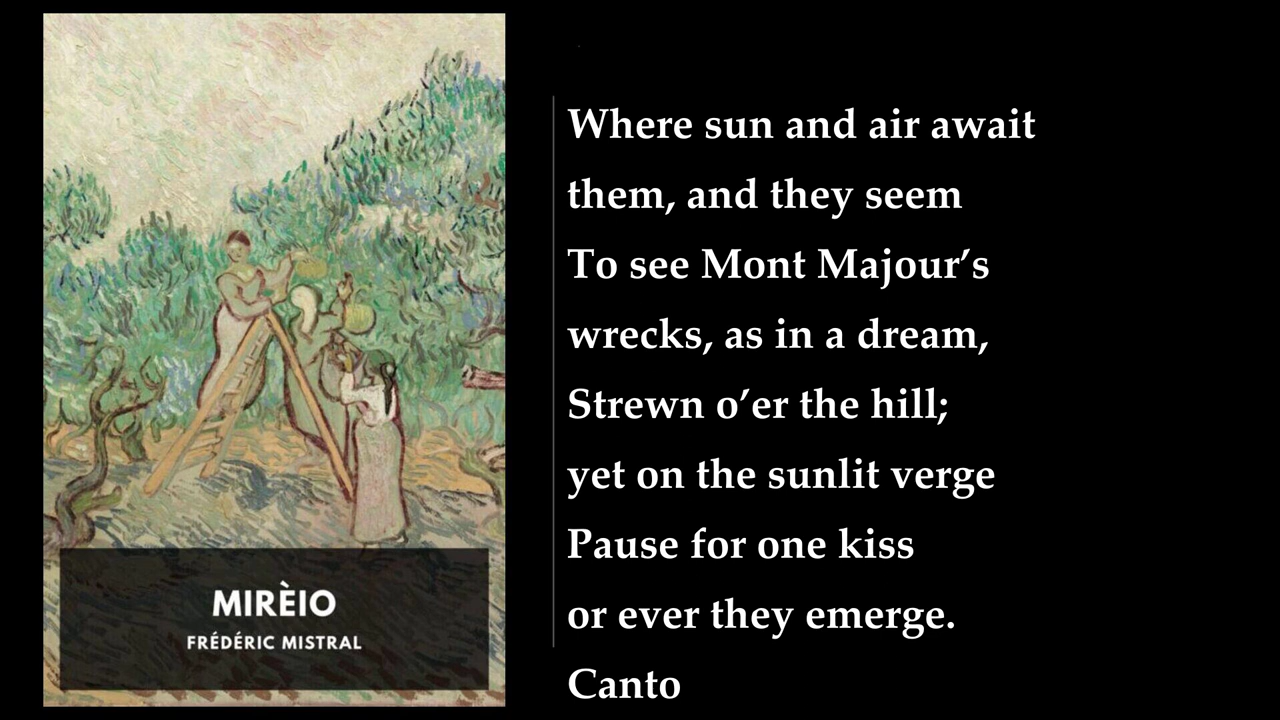 MIRÈIO
FRÉDÉRIC MISTRAL
Where sun and air await
them, and they seem
To see Mont Majour’s
wrecks, as in a dream,
Strewn o’er the hill;
yet on the sunlit verge
Pause for one kiss
or ever they emerge.
Canto